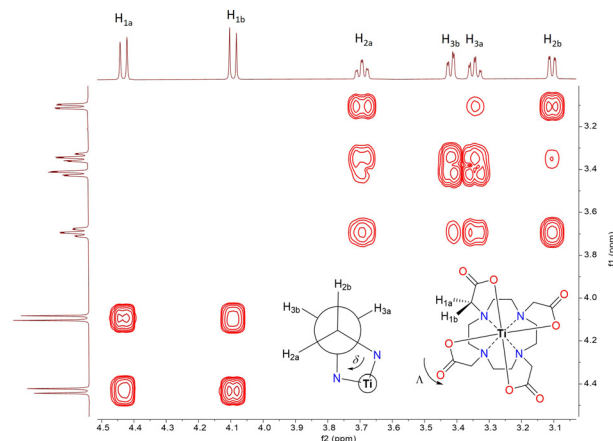 H1a H1b H2a H3b H3a H2b
3.2
3.4
3.6
3.8
4.0
4.2
4.4
f1 (ppm)
H2b
H3b H3a
H2a
δ
N
N
Ti
O
O
H1a
H1b
N N
O
Ti
O
O
N N
O
Λ
O
O
4.5 4.4 4.3 4.2 4.1 4.0 3.9 3.8 3.7 3.6 3.5 3.4 3.3 3.2 3.1
f2 (ppm)